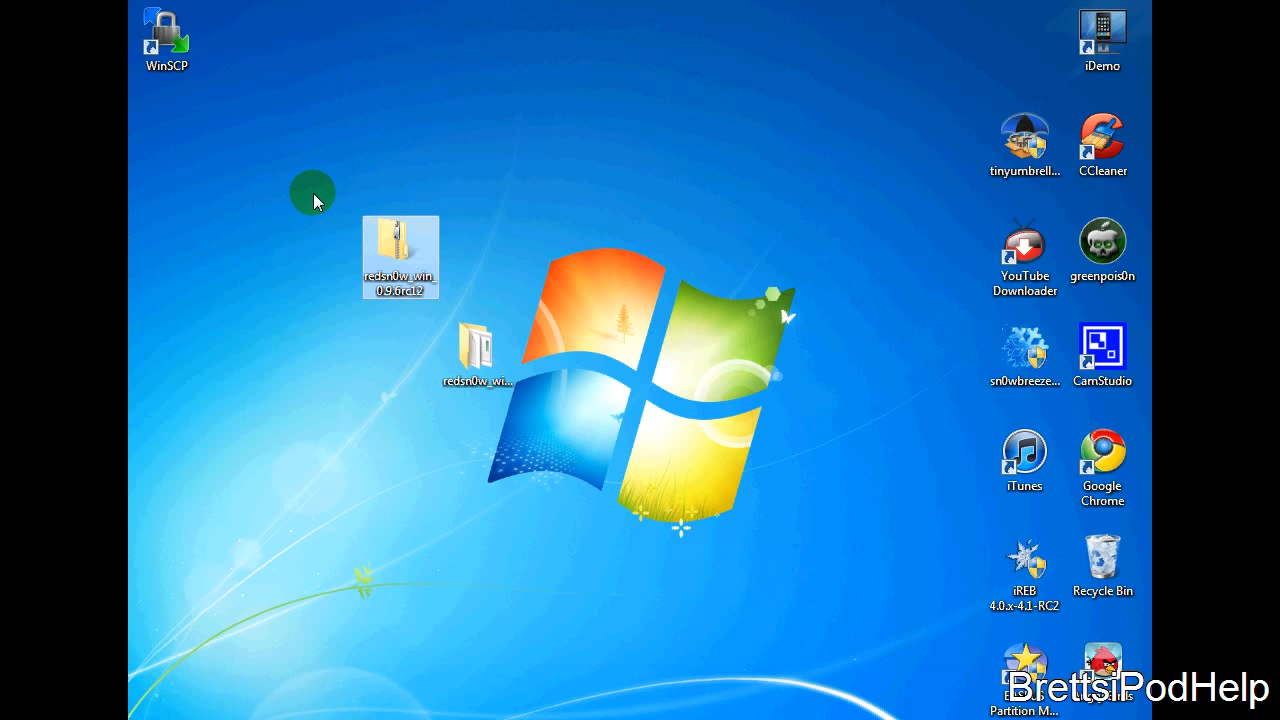 WinSCP
iDemo
tinyumbrell...
CCleaner
redsn0w_win_
0.9.6rc12
YouTube
Downloader
greenpois0n
redsn0w_wi...
sn0wbreeze...
CamStudio
iTunes
Google
Chrome
iREB
4.0.x-4.1-RC2
Recycle Bin
BrettsiPodHelp
Partition M...